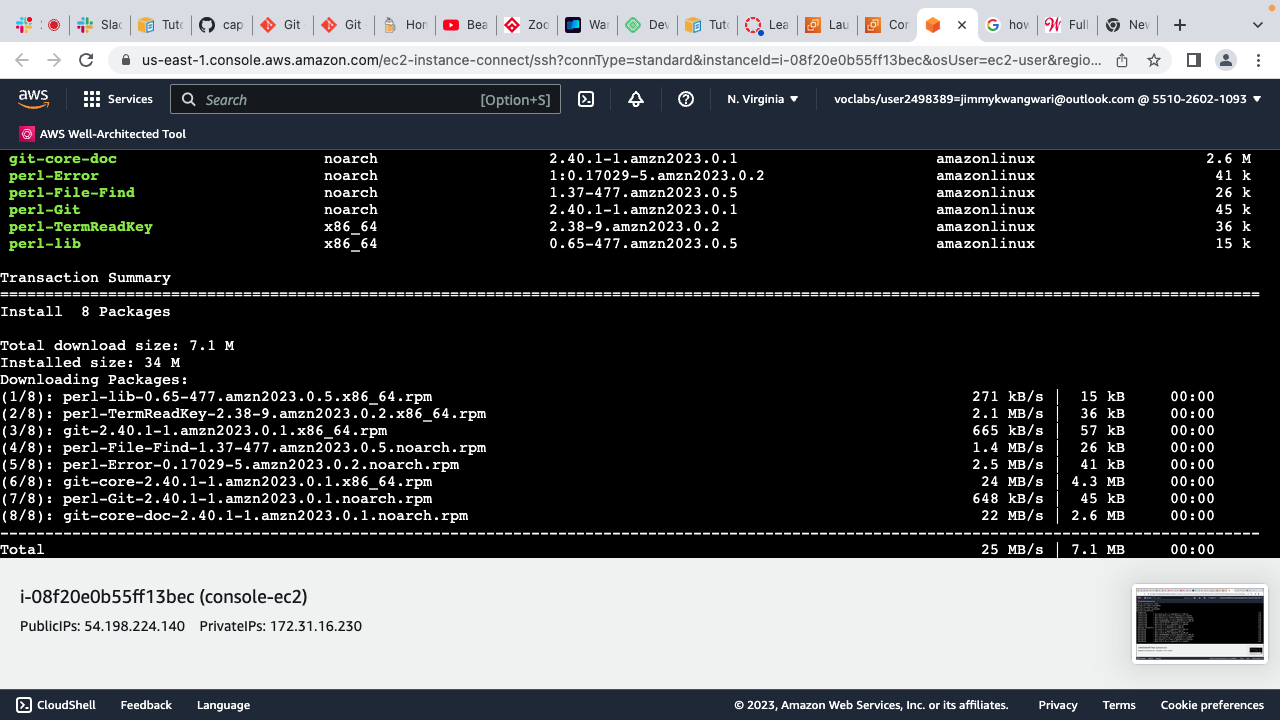 Slac
Tuto
cap
Git
Git
Hom
Bea
Zoo
War
Dev
Tuto
Lea
Lau
Con
how
Full
Nev
us-east-1.console.aws.amazon.com/ec2-instance-connect/ssh?connType=standard&instanceId=i-08f20e0b55ff13bec&osUser=ec2-user&regio...
aws Services Search [Option+S] N. Virginia voclabs/user2498389=jimmykwangwari@outlook.com @ 5510-2602-1093
AWS Well-Architected Tool
git-core-doc noarch 2.40.1-1.amzn2023.0.1 amazonlinux 2.6 M
perl-Error noarch 1:0.17029-5.amzn2023.0.2 amazonlinux 41 k
perl-File-Find noarch 1.37-477.amzn2023.0.5 amazonlinux 26 k
perl-Git noarch 2.40.1-1.amzn2023.0.1 amazonlinux 45 k
perl-TermReadKey x86_64 2.38-9.amzn2023.0.2 amazonlinux 36 k
perl-lib x86_64 0.65-477.amzn2023.0.5 amazonlinux 15 k
Transaction Summary
================================================================================
Install 8 Packages
Total download size: 7.1 M
Installed size: 34 M
Downloading Packages:
(1/8): perl-lib-0.65-477.amzn2023.0.5.x86_64.rpm 271 kB/s | 15 kB 00:00
(2/8): perl-TermReadKey-2.38-9.amzn2023.0.2.x86_64.rpm 2.1 MB/s | 36 kB 00:00
(3/8): git-2.40.1-1.amzn2023.0.1.x86_64.rpm 665 kB/s | 57 kB 00:00
(4/8): perl-File-Find-1.37-477.amzn2023.0.5.noarch.rpm 1.4 MB/s | 26 kB 00:00
(5/8): perl-Error-0.17029-5.amzn2023.0.2.noarch.rpm 2.5 MB/s | 41 kB 00:00
(6/8): git-core-2.40.1-1.amzn2023.0.1.x86_64.rpm 24 MB/s | 4.3 MB 00:00
(7/8): perl-Git-2.40.1-1.amzn2023.0.1.noarch.rpm 648 kB/s | 45 kB 00:00
(8/8): git-core-doc-2.40.1-1.amzn2023.0.1.noarch.rpm 22 MB/s | 2.6 MB 00:00
--------------------------------------------------------------------------------
Total 25 MB/s | 7.1 MB 00:00
i-08f20e0b55ff13bec (console-ec2)
PublicIPs: 54.198.224.140 PrivateIPs: 172.31.16.230
CloudShell Feedback Language © 2023, Amazon Web Services, Inc. or its affiliates. Privacy Terms Cookie preferences